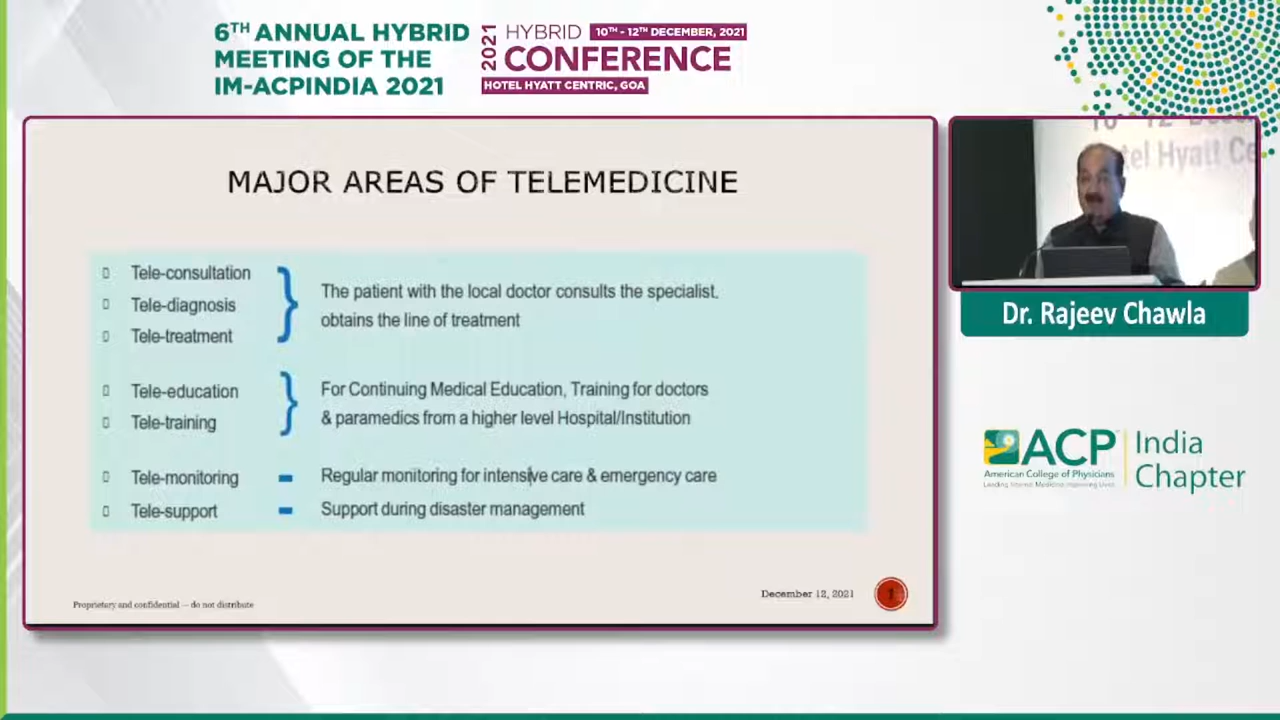 6TH ANNUAL HYBRID
MEETING OF THE
IM-ACPINDIA 2021
2021
HYBRID
10TH - 12TH DECEMBER, 2021
CONFERENCE
HOTEL HYATT CENTRIC, GOA
MAJOR AREAS OF TELEMEDICINE
Tele-consultation
Tele-diagnosis
Tele-treatment
The patient with the local doctor consults the specialist.
obtains the line of treatment
Tele-education
Tele-training
For Continuing Medical Education, Training for doctors
& paramedics from a higher level Hospital/Institution
Tele-monitoring
Regular monitoring for intensive care & emergency care
Tele-support
Support during disaster management
Proprietary and confidential — do not distribute
December 12, 2021
1
tel Hyatt Ce
Dr. Rajeev Chawla
ACP
American College of Physicians
India
Chapter